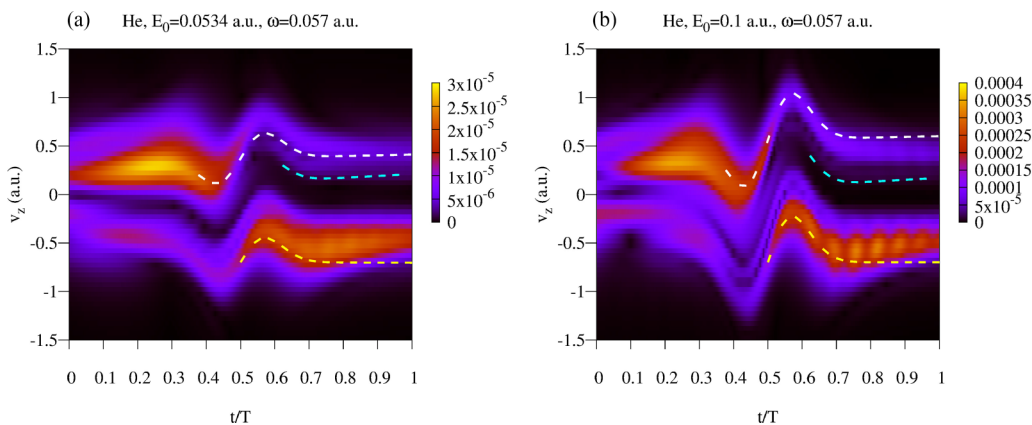 (a) He, E₀=0.0534 a.u., ω=0.057 a.u.
1.5
1
0.5
0
-0.5
-1
-1.5
v_z (a.u.)
0 0.1 0.2 0.3 0.4 0.5 0.6 0.7 0.8 0.9 1
t/T
3x10⁻⁵
2.5x10⁻⁵
2x10⁻⁵
1.5x10⁻⁵
1x10⁻⁵
5x10⁻⁶
0
(b) He, E₀=0.1 a.u., ω=0.057 a.u.
1.5
1
0.5
0
-0.5
-1
-1.5
v_z (a.u.)
0 0.1 0.2 0.3 0.4 0.5 0.6 0.7 0.8 0.9 1
t/T
0.0004
0.00035
0.0003
0.00025
0.0002
0.00015
0.0001
5x10⁻⁵
0